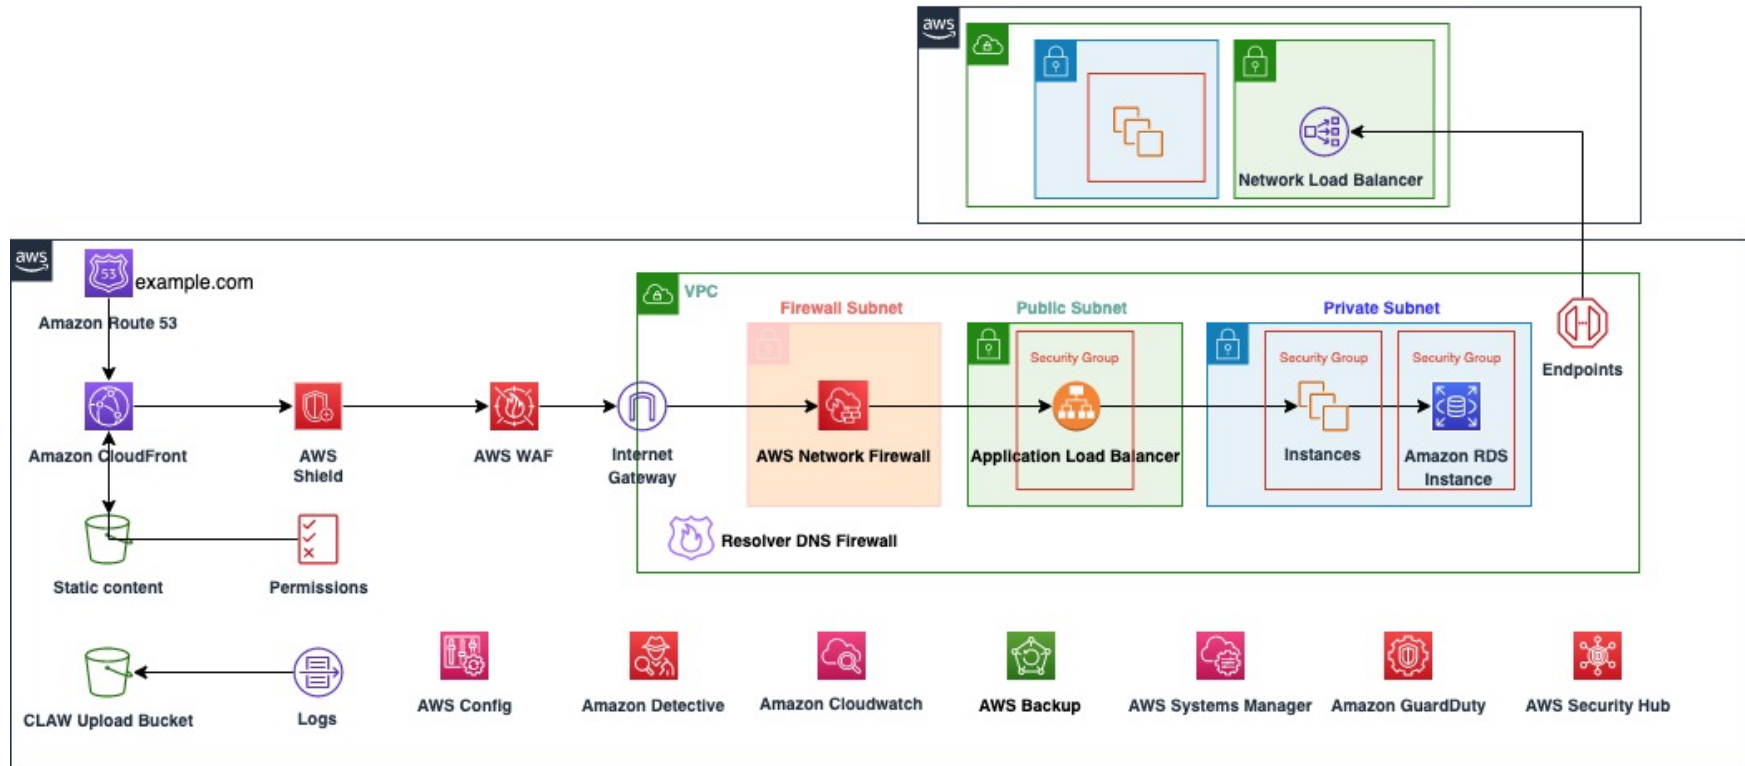 aws
Network Load Balancer
aws
53
example.com
Amazon Route 53
VPC
Firewall Subnet
Public Subnet
Private Subnet
Security Group
Security Group
Security Group
Endpoints
Amazon CloudFront
AWS
Shield
AWS WAF
Internet
Gateway
AWS Network Firewall
Application Load Balancer
Instances
Amazon RDS
Instance
Resolver DNS Firewall
Static content
Permissions
CLAW Upload Bucket
Logs
AWS Config
Amazon Detective
Amazon Cloudwatch
AWS Backup
AWS Systems Manager
Amazon GuardDuty
AWS Security Hub